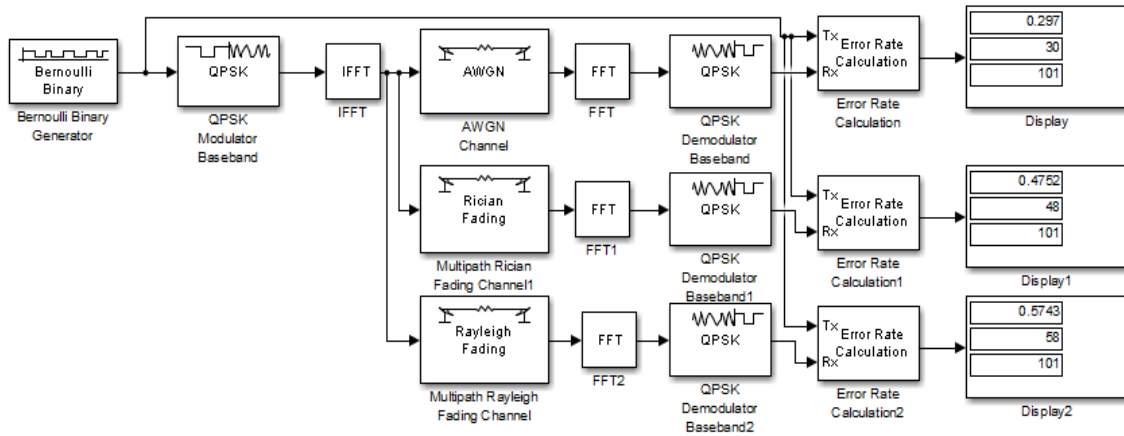 Bernoulli
Binary
Bernoulli Binary
Generator
QPSK
QPSK
Modulator
Baseband
IFFT
IFFT
AWGN
AWGN
Channel
FFT
FFT
QPSK
QPSK
Demodulator
Baseband
Tx
Rx
Error Rate
Calculation
Error Rate
Calculation
0.297
30
101
Display
Rician
Fading
Multipath Rician
Fading Channel1
FFT
FFT1
QPSK
QPSK
Demodulator
Baseband1
Tx
Rx
Error Rate
Calculation
Error Rate
Calculation1
0.4752
48
101
Display1
Rayleigh
Fading
Multipath Rayleigh
Fading Channel
FFT
FFT2
QPSK
QPSK
Demodulator
Baseband2
Tx
Rx
Error Rate
Calculation
Error Rate
Calculation2
0.5743
58
101
Display2